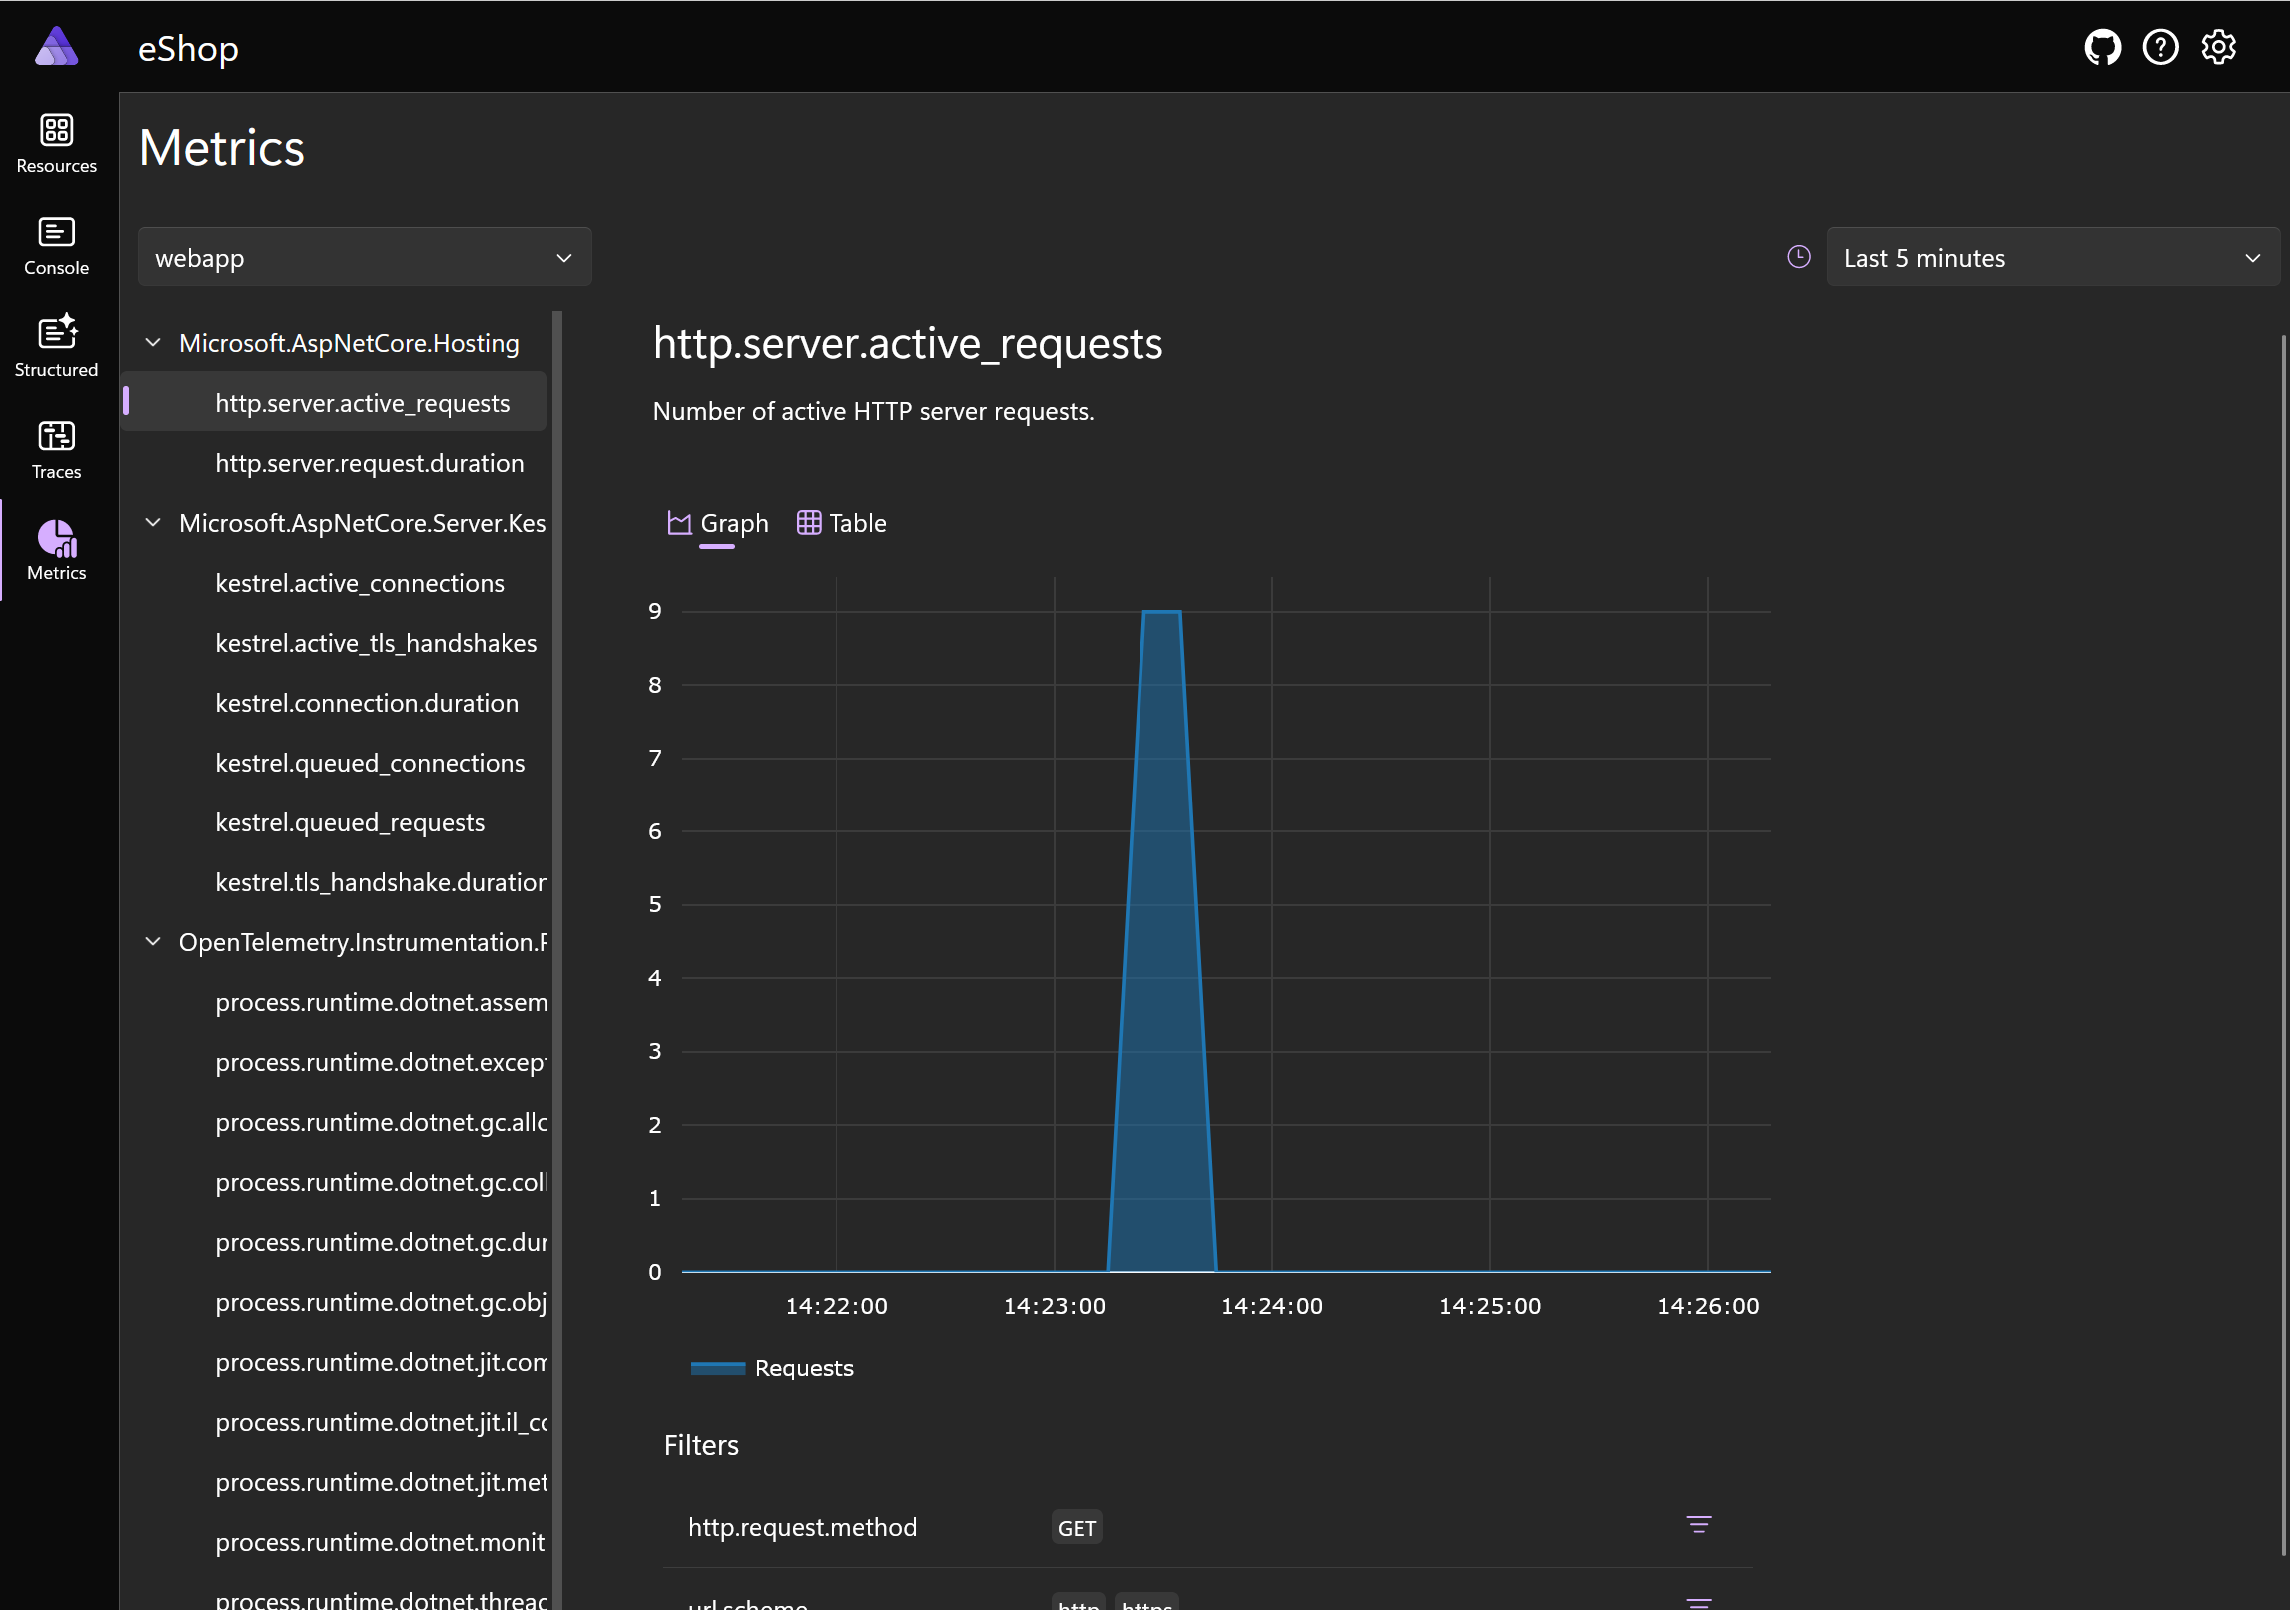 eShop
Resources
Console
Structured
Traces
Metrics
Metrics
webapp
Last 5 minutes
Microsoft.AspNetCore.Hosting
http.server.active_requests
http.server.request.duration
Microsoft.AspNetCore.Server.Kes
kestrel.active_connections
kestrel.active_tls_handshakes
kestrel.connection.duration
kestrel.queued_connections
kestrel.queued_requests
kestrel.tls_handshake.duration
OpenTelemetry.Instrumentation.
process.runtime.dotnet.assem
process.runtime.dotnet.excep
process.runtime.dotnet.gc.allo
process.runtime.dotnet.gc.coll
process.runtime.dotnet.gc.dur
process.runtime.dotnet.gc.obj
process.runtime.dotnet.jit.com
process.runtime.dotnet.jit.il_co
process.runtime.dotnet.jit.met
process.runtime.dotnet.monit
process.runtime.dotnet.threac
http.server.active_requests
Number of active HTTP server requests.
Graph Table
9
8
7
6
5
4
3
2
1
0
14:22:00 14:23:00 14:24:00 14:25:00 14:26:00
Requests
Filters
http.request.method GET
url.scheme http https